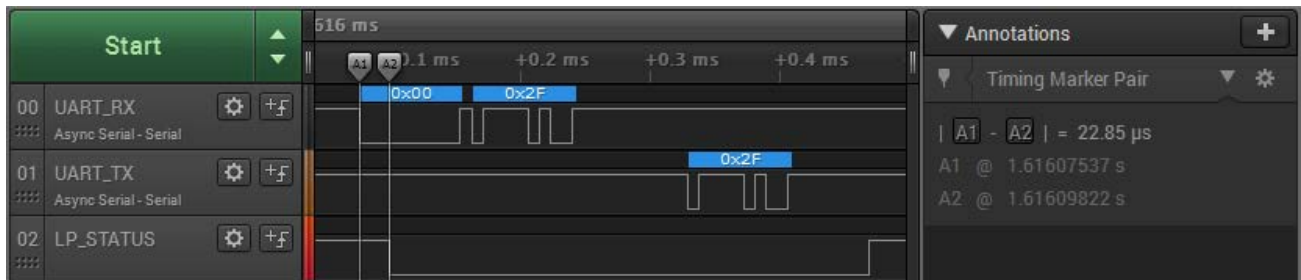 Start
616 ms
A1 A2 0.1 ms +0.2 ms +0.3 ms +0.4 ms
00 UART_RX
Async Serial - Serial
0x00 0x2F
01 UART_TX
Async Serial - Serial
0x2F
02 LP_STATUS
Annotations
Timing Marker Pair
| A1 - A2 | = 22.85 µs
A1 @ 1.61607537 s
A2 @ 1.61609822 s